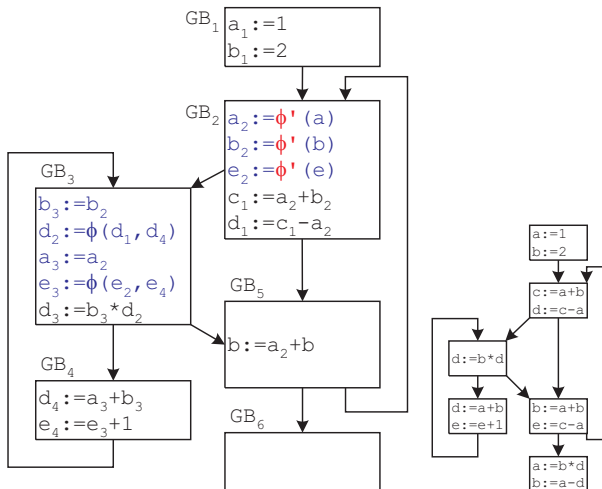 GB₁
a₁:=1
b₁:=2
GB₂
a₂:=ϕ'(a)
b₂:=ϕ'(b)
e₂:=ϕ'(e)
c₁:=a₂+b₂
d₁:=c₁-a₂
GB₃
b₃:=b₂
d₂:=ϕ(d₁,d₄)
a₃:=a₂
e₃:=ϕ(e₂,e₄)
d₃:=b₃*d₂
GB₅
b:=a₂+b
GB₄
d₄:=a₃+b₃
e₄:=e₃+1
GB₆
a:=1
b:=2
c:=a+b
d:=c-a
d:=b*d
d:=a+b
e:=e+1
b:=a+b
e:=c-a
a:=b*d
b:=a-d